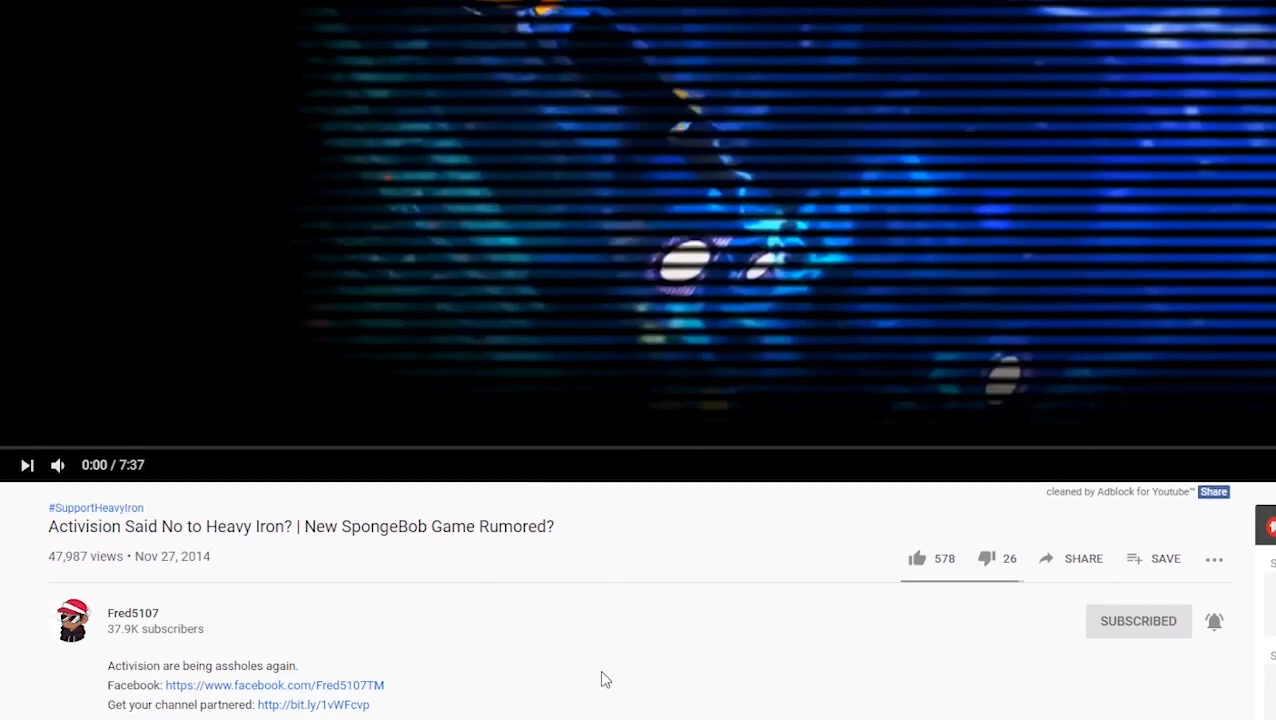 0:00 / 7:37
cleaned by Adblock for Youtube™ Share
#SupportHeavyIron
Activision Said No to Heavy Iron? | New SpongeBob Game Rumored?
47,987 views • Nov 27, 2014
578 26 SHARE SAVE
Fred5107
37.9K subscribers
SUBSCRIBED
Activision are being assholes again.
Facebook: https://www.facebook.com/Fred5107TM
Get your channel partnered: http://bit.ly/1vWFcvp